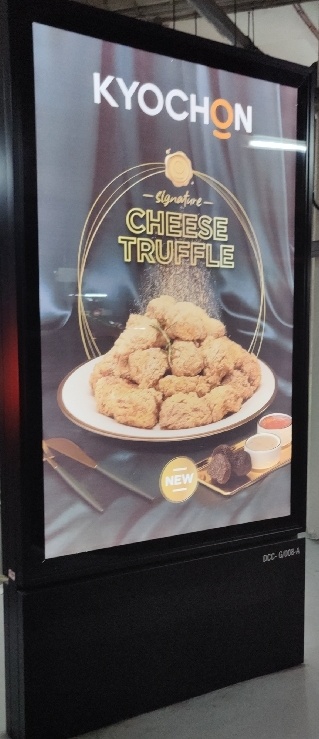 KYOCHON
Signature
CHEESE
TRUFFLE
NEW
DCC- G/008-A